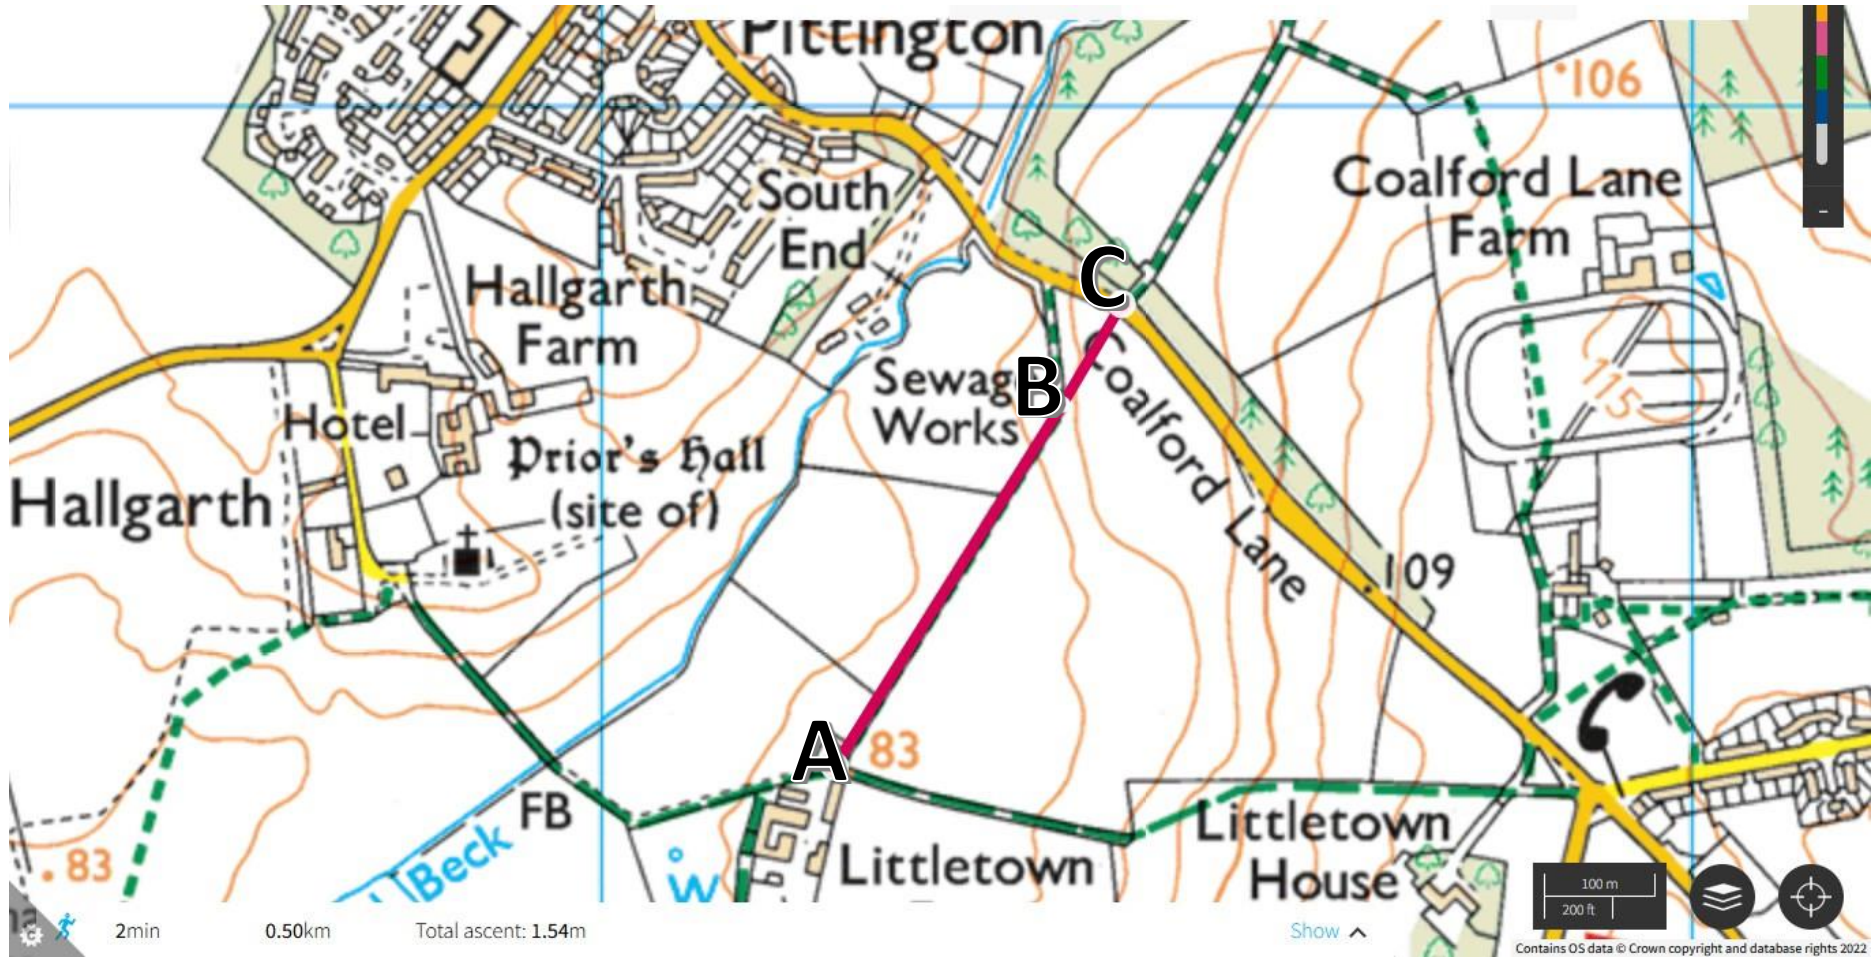 Pittington
106
Coalford Lane
Farm
South
End
C
Hallgarth
Farm
115
B
Sewag
Works
Coalford Lane
Hotel
Prior's Hall
(site of)
Hallgarth
109
A
83
FB
Beck
W
Littletown
Littletown
House
83
100 m
200 ft
2min
0.50km
Total ascent: 1.54m
Show
Contains OS data © Crown copyright and database rights 2022